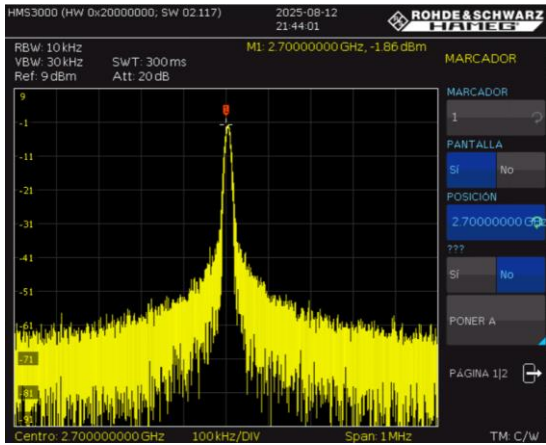 HMS3000 (HW 0x20000000; SW 02.117)
2025-08-12
21:44:01
ROHDE & SCHWARZ
HAMEG
RBW: 10 kHz
VBW: 30 kHz
SWT: 300 ms
Ref: 9 dBm
Att: 20 dB
M1: 2.70000000 GHz, -1.86 dBm
9
-1
-11
-21
-31
-41
-51
-61
-71
-81
-91
Centro: 2.700000000 GHz
100 kHz/DIV
Span: 1 MHz
MARCADOR
MARCADOR
1
PANTALLA
Sí
No
POSICIÓN
2.70000000 GHz
???
Sí
No
PONER A
PÁGINA 1|2
TM: C/W